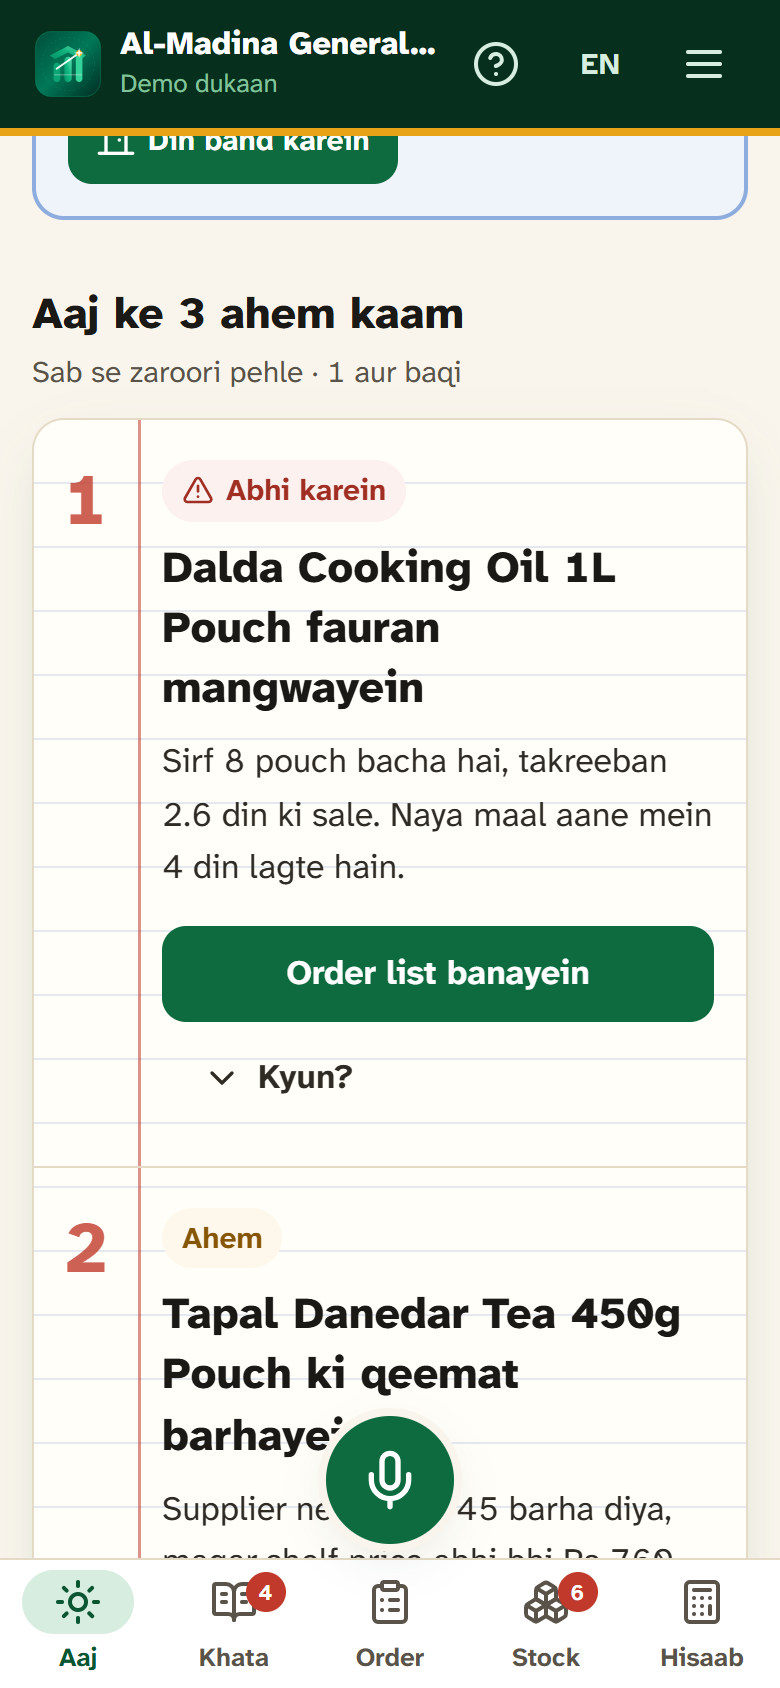 Al-Madina General...
Demo dukaan
EN
Din band karein
Aaj ke 3 ahem kaam
Sab se zaroori pehle · 1 aur baqi
1
Abhi karein
Dalda Cooking Oil 1L
Pouch fauran
mangwayein
Sirf 8 pouch bacha hai, takreeban
2.6 din ki sale. Naya maal aane mein
4 din lagte hain.
Order list banayein
Kyun?
2
Ahem
Tapal Danedar Tea 450g
Pouch ki qeemat
Supplier 45 barha diya,
Aaj
4
Khata
Order
6
Stock
Hisaab